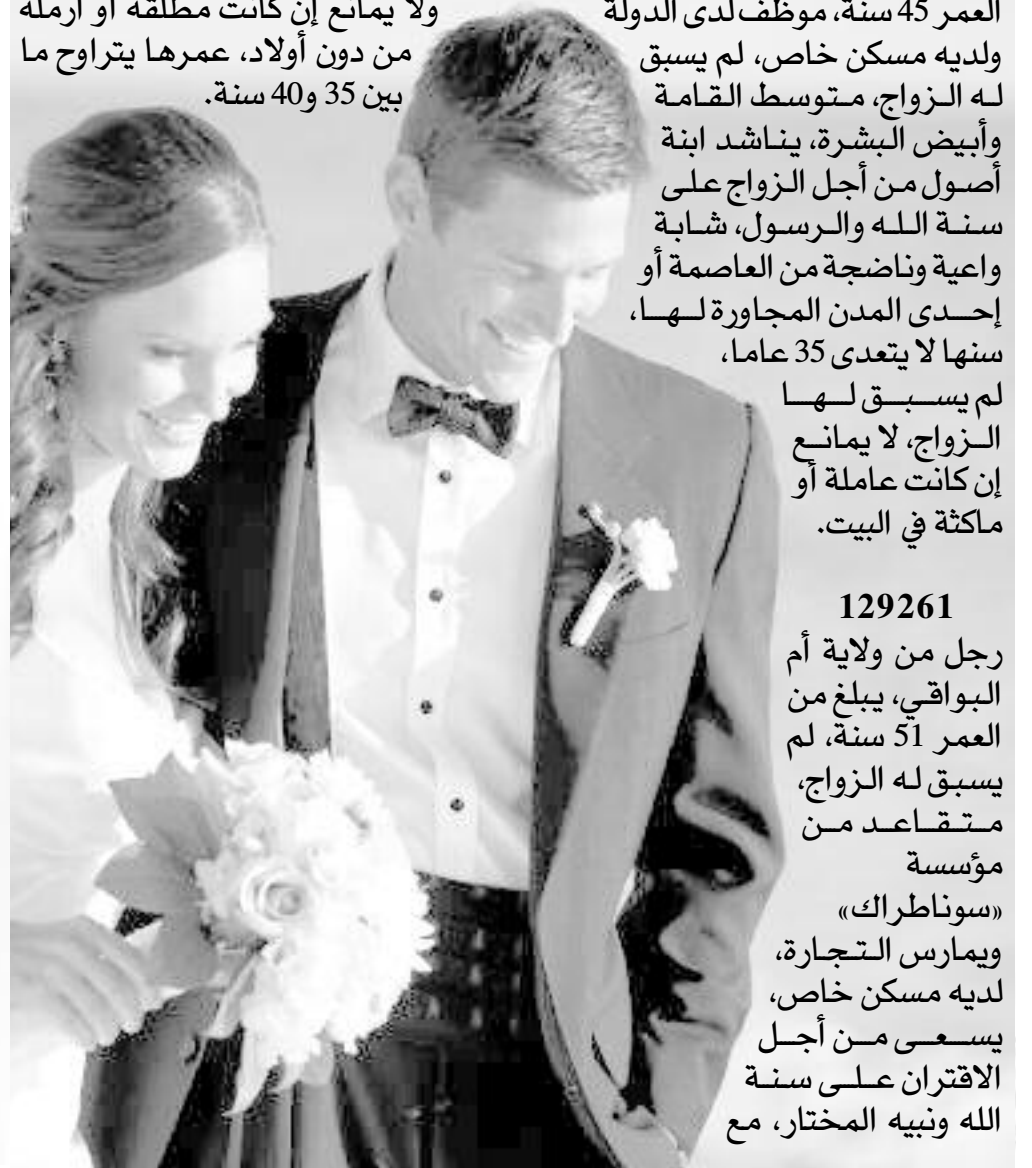 العمر 45 سنة، موظف لدى الدولة
ولديه مسكن خاص، لم يسبق
له الزواج، متوسط القامة
وأبيض البشرة، يناشد ابنة
أصول من أجل الزواج على
سنة الله والرسول، شابة
واعية وناضجة من العاصمة أو
إحدى المدن المجاورة لها،
سنها لا يتعدى 35 عاما،
لم يسبق لها
الزواج، لا يمانع
إن كانت عاملة أو
ماكثة في البيت.
129261
رجل من ولاية أم
البواقي، يبلغ من
العمر 51 سنة، لم
يسبق له الزواج،
متقاعد من
مؤسسة
«سوناطراك»
ويمارس التجارة،
لديه مسكن خاص،
يسعى من أجل
الاقتران على سنة
الله ونبيه المختار، مع
ولا يمانع إن كانت مطلقة أو أرملة
من دون أولاد، عمرها يتراوح ما
بين 35 و40 سنة.